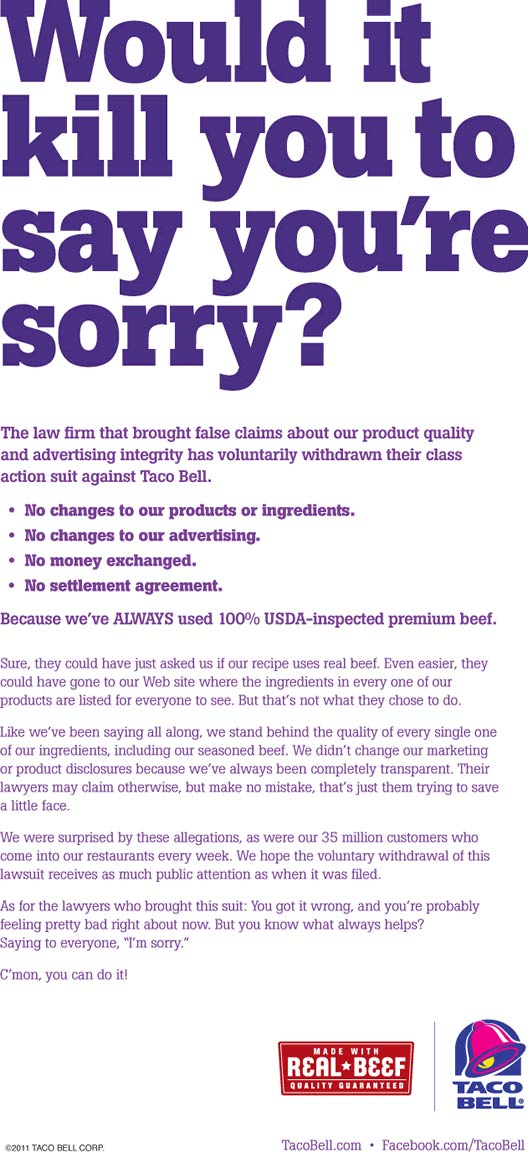 Would it
kill you to
say you’re
sorry?
The law firm that brought false claims about our product quality
and advertising integrity has voluntarily withdrawn their class
action suit against Taco Bell.
• No changes to our products or ingredients.
• No changes to our advertising.
• No money exchanged.
• No settlement agreement.
Because we’ve ALWAYS used 100% USDA-inspected premium beef.
Sure, they could have just asked us if our recipe uses real beef. Even easier, they
could have gone to our Web site where the ingredients in every one of our
products are listed for everyone to see. But that’s not what they chose to do.
Like we’ve been saying all along, we stand behind the quality of every single one
of our ingredients, including our seasoned beef. We didn’t change our marketing
or product disclosures because we’ve always been completely transparent. Their
lawyers may claim otherwise, but make no mistake, that’s just them trying to save
a little face.
We were surprised by these allegations, as were our 35 million customers who
come into our restaurants every week. We hope the voluntary withdrawal of this
lawsuit receives as much public attention as when it was filed.
As for the lawyers who brought this suit: You got it wrong, and you’re probably
feeling pretty bad right about now. But you know what always helps?
Saying to everyone, “I’m sorry.”
C’mon, you can do it!
MADE WITH
REAL★BEEF
QUALITY GUARANTEED
TACO
BELL®
©2011 TACO BELL CORP.
TacoBell.com • Facebook.com/TacoBell